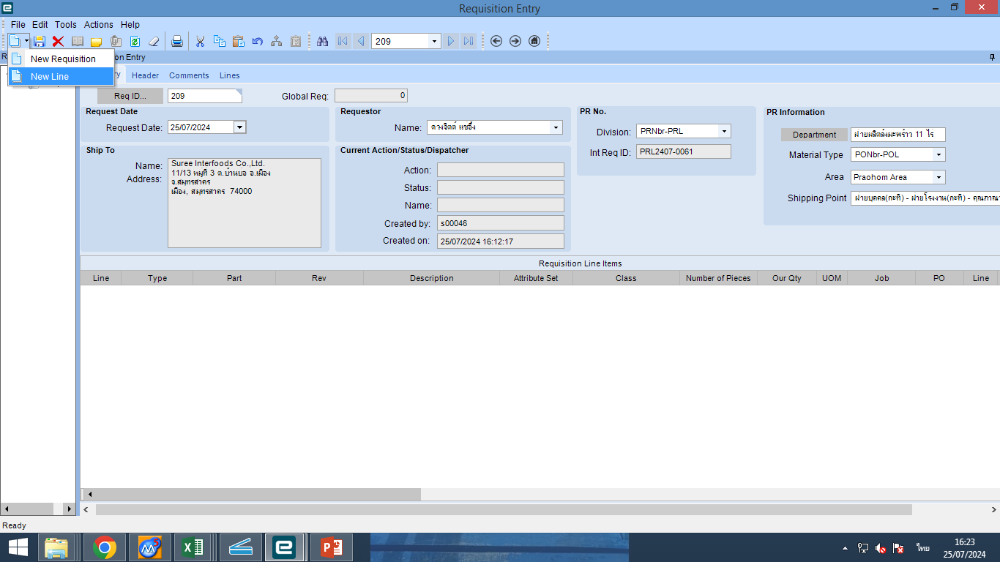 Requisition Entry
File Edit Tools Actions Help
209
New Requisition
New Line
on Entry
ry Header Comments Lines
Req ID... 209 Global Req: 0
Request Date
Request Date: 25/07/2024
Requestor
Name: ดวงจิตต์ แซ่อึ้ง
PR No.
Division: PRNbr-PRL
Int Req ID: PRL2407-0061
PR Information
Department ฝ่ายผลิตล้งมะพร้าว 11 ไร่
Material Type PONbr-POL
Area Praohom Area
Shipping Point ฝ่ายบุคคล(กะทิ) - ฝ่ายโรงงาน(กะทิ) -
Ship To
Name: Suree Interfoods Co.,Ltd.
Address: 11/13 หมู่ที่ 3 ต.บ้านบ่อ อ.เมือง
จ.สมุทรสาคร
เมือง, สมุทรสาคร 74000
Current Action/Status/Dispatcher
Action:
Status:
Name:
Created by: s00046
Created on: 25/07/2024 16:12:17
Requisition Line Items
Line Type Part Rev Description Attribute Set Class Number of Pieces Our Qty UOM Job PO Line
Ready
ไทย
16:23
25/07/2024